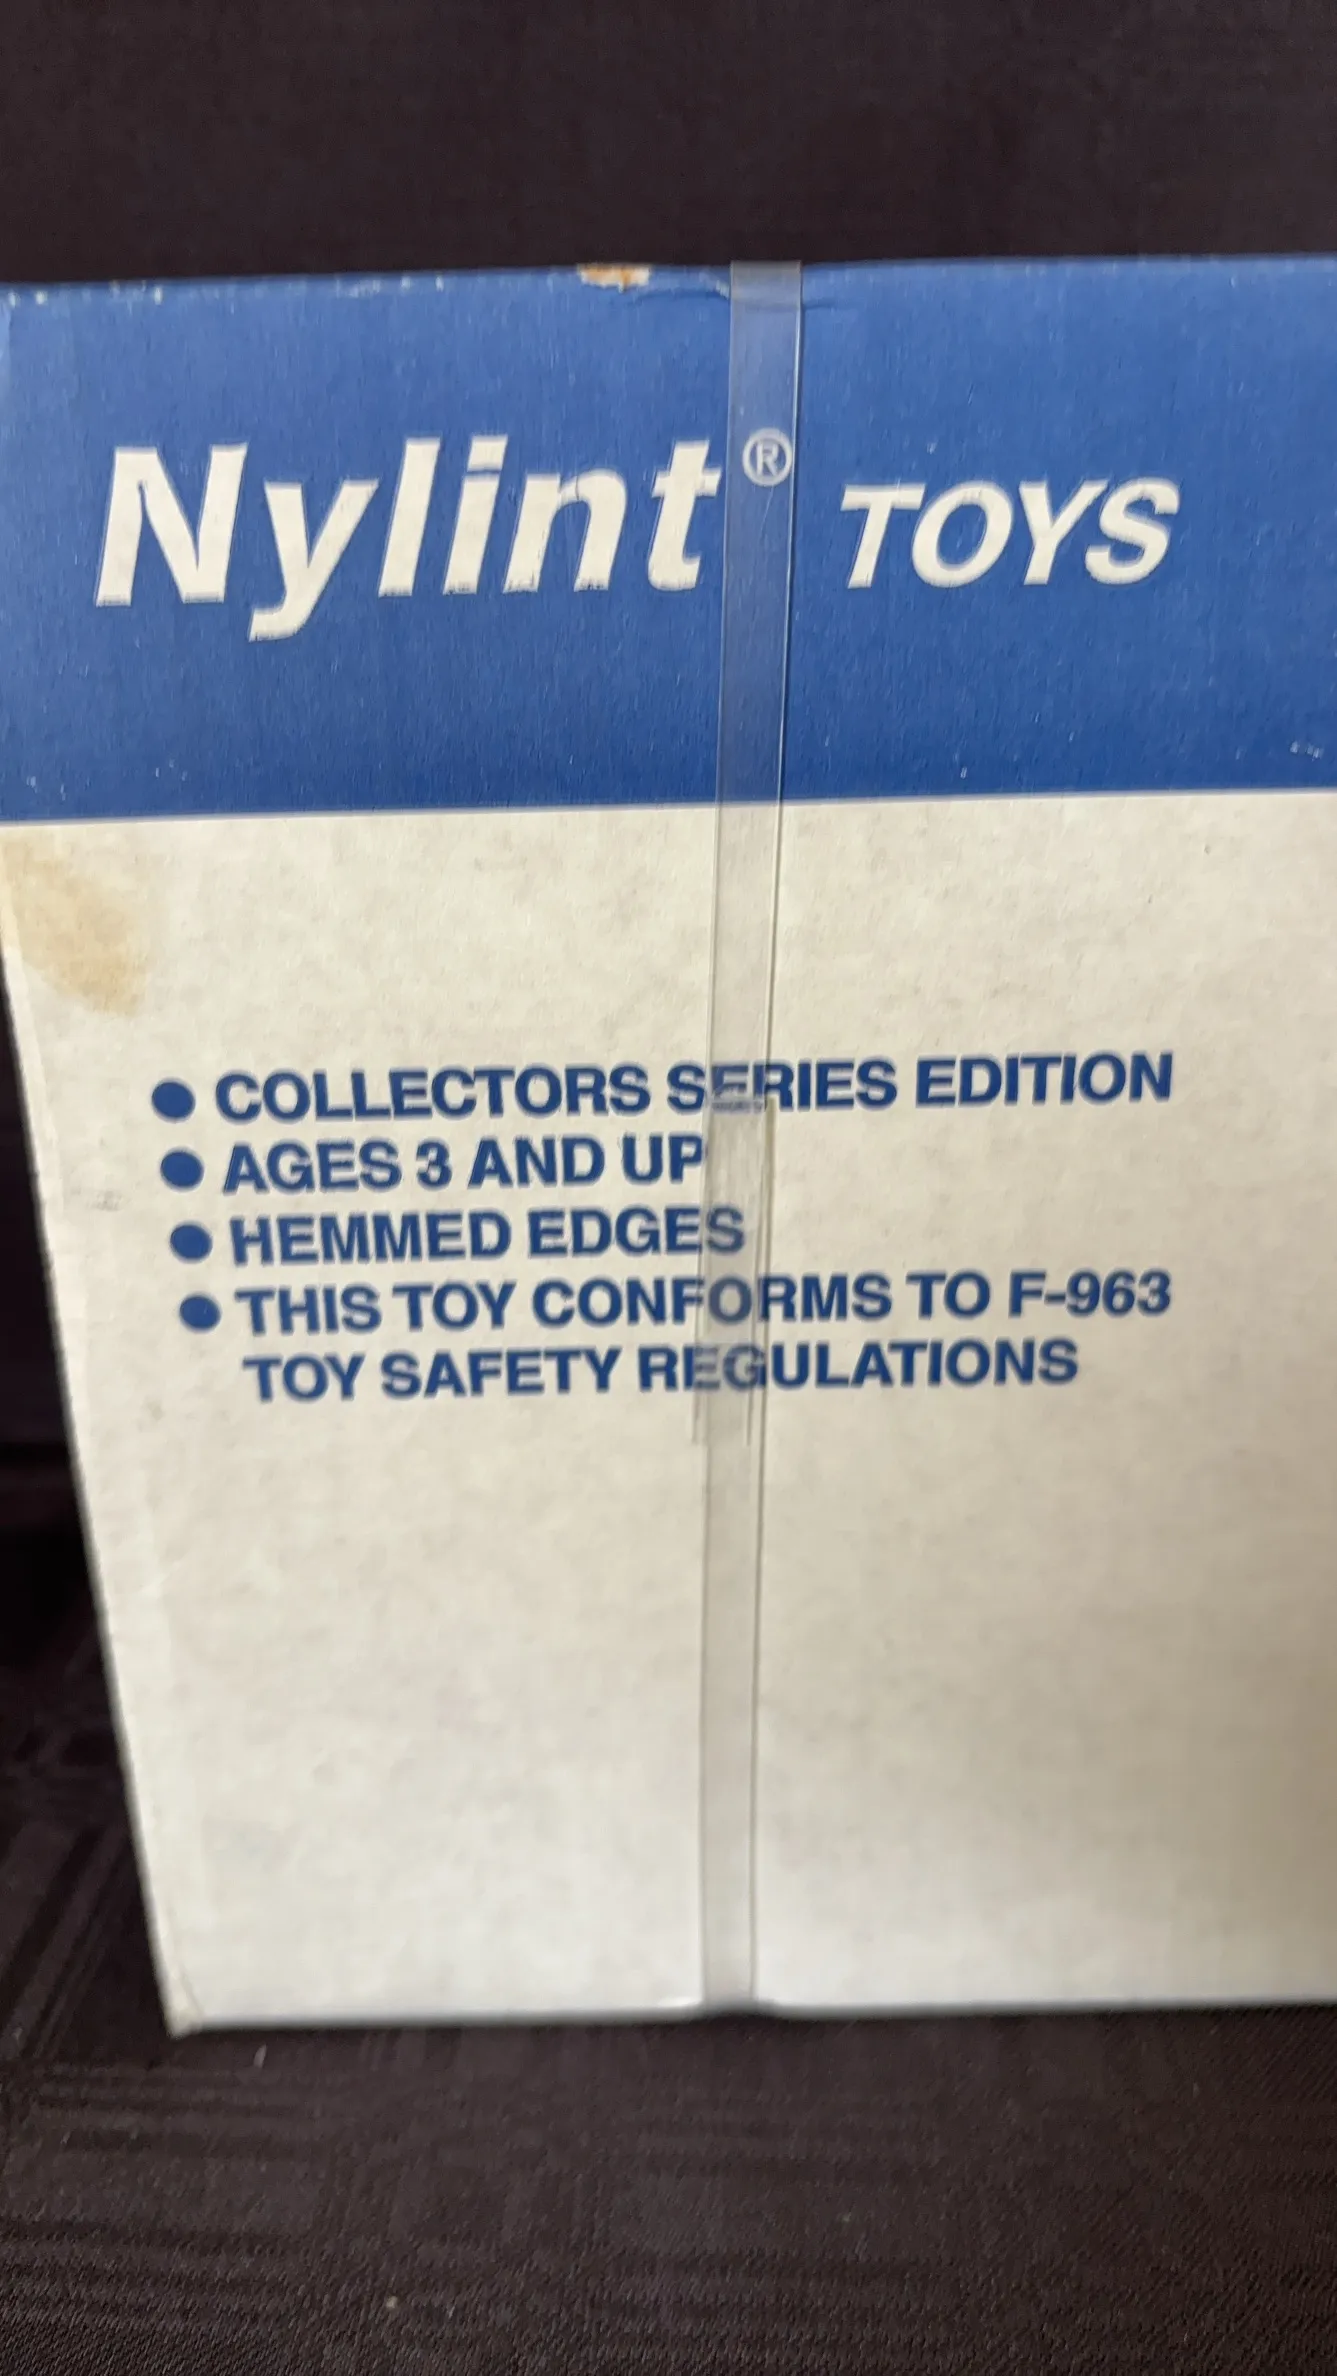 Nylint® TOYS
● COLLECTORS SERIES EDITION
● AGES 3 AND UP
● HEMMED EDGES
● THIS TOY CONFORMS TO F-963
TOY SAFETY REGULATIONS